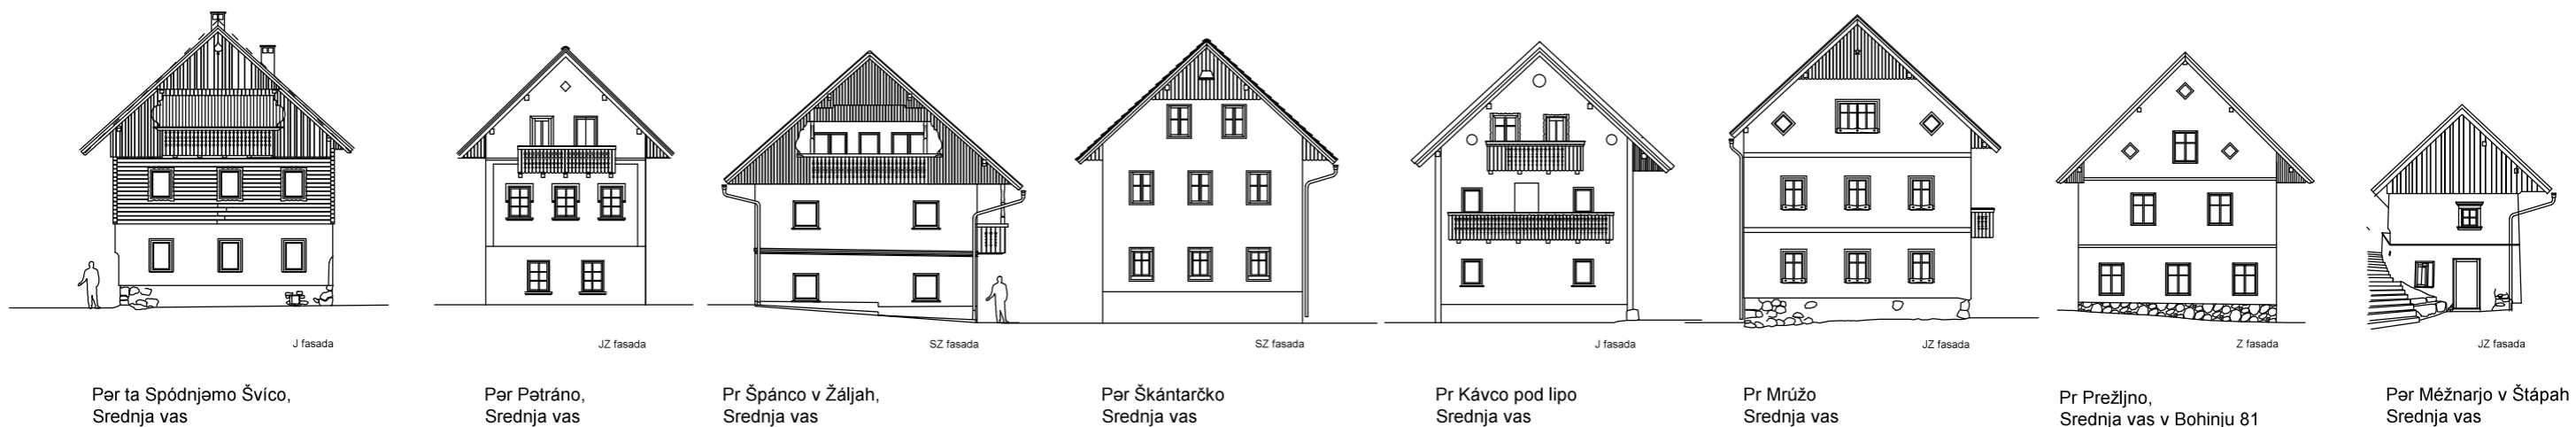 J fasada
JZ fasada
SZ fasada
SZ fasada
J fasada
JZ fasada
Z fasada
JZ fasada
Pər ta Spódnjəmo Švíco,
Srednja vas
Pər Pətráno,
Srednja vas
Pr Špánco v Žáljah,
Srednja vas
Pər Škántarčko
Srednja vas
Pr Kávco pod lipo
Srednja vas
Pr Mrúžo
Srednja vas
Pr Prežljno,
Srednja vas v Bohinju 81
Pər Méžnarjo v Štápah
Srednja vas